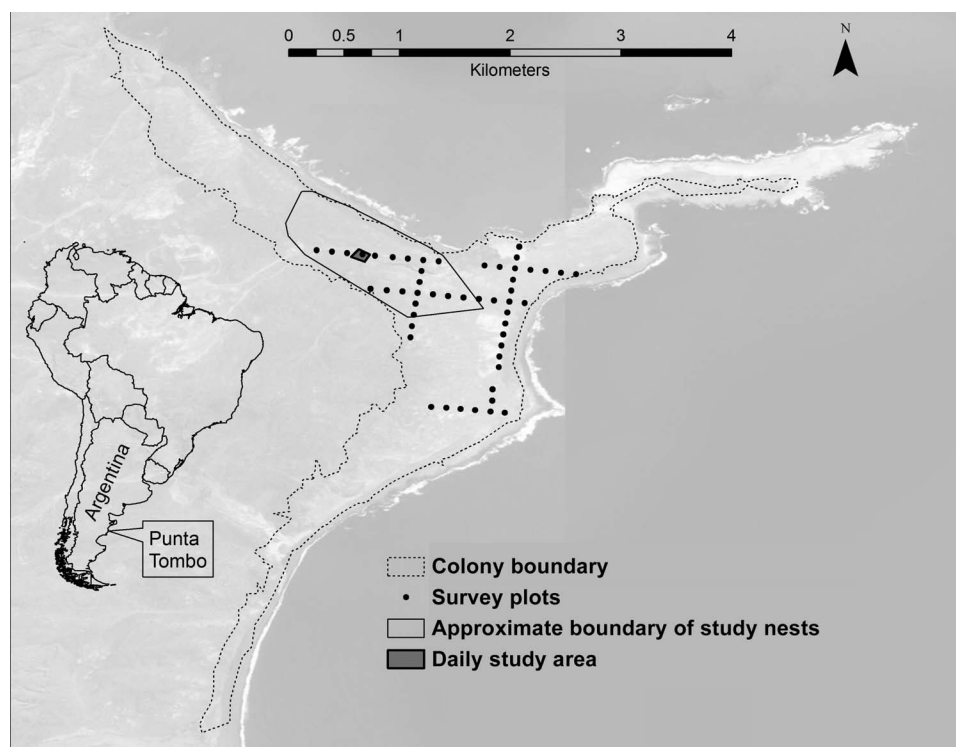 0 0.5 1 2 3 4
Kilometers
N
Argentina
Punta
Tombo
Colony boundary
Survey plots
Approximate boundary of study nests
Daily study area